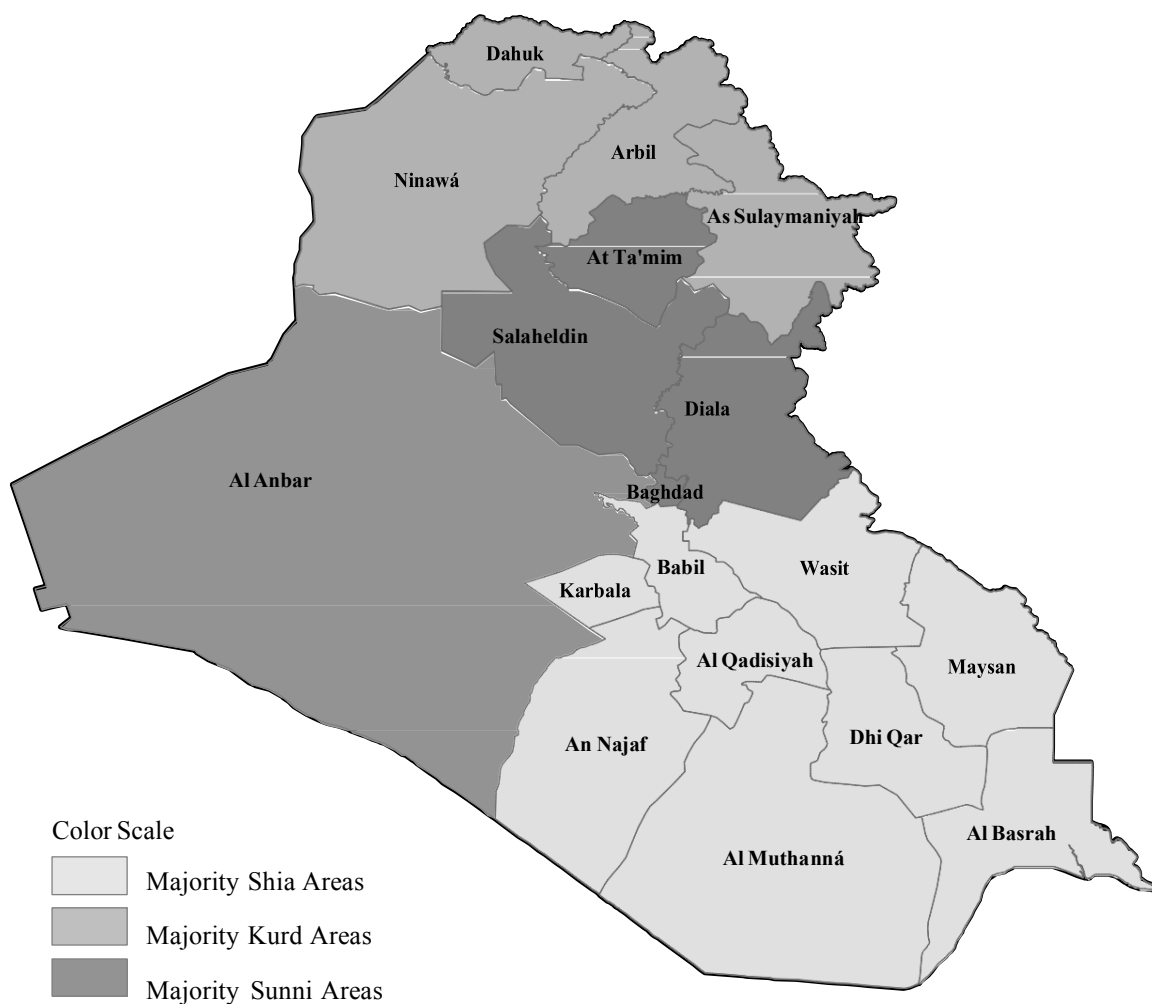 Dahuk
Arbil
Ninawá
As Sulaymaniyah
At Ta'mim
Salaheldin
Diala
Al Anbar
Baghdad
Babil
Wasit
Karbala
Al Qadisiyah
Maysan
An Najaf
Dhi Qar
Al Basrah
Al Muthanná
Color Scale
Majority Shia Areas
Majority Kurd Areas
Majority Sunni Areas